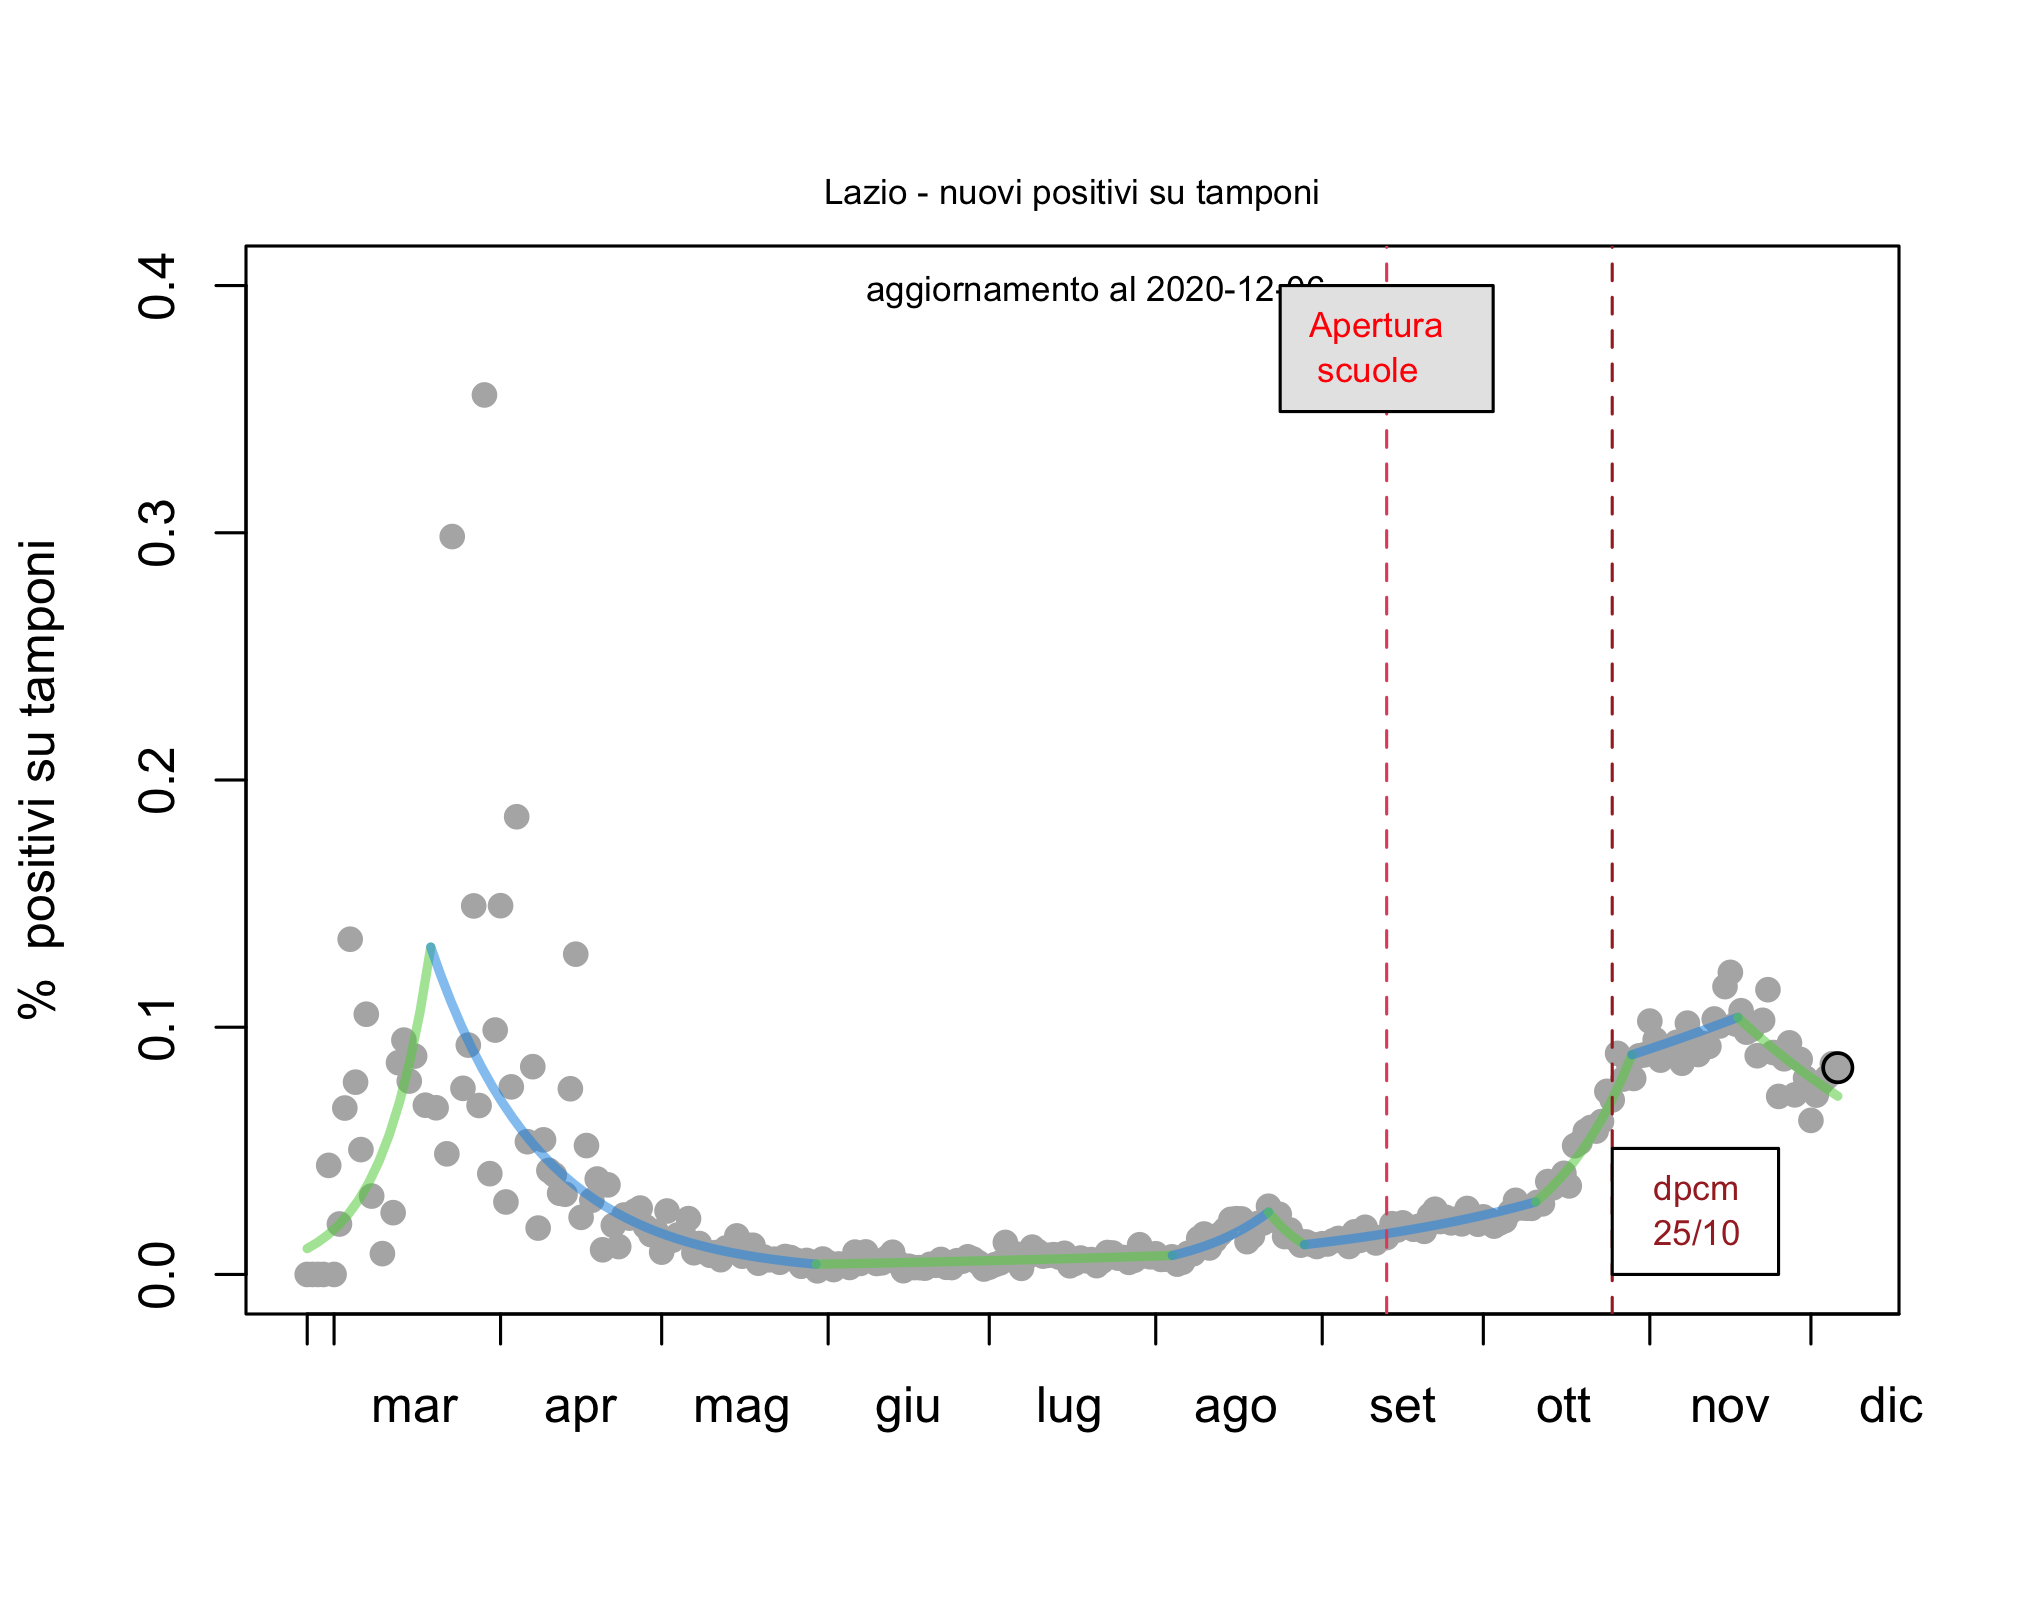 Lazio - nuovi positivi su tamponi
aggiornamento al 2020-12-06
Apertura
scuole
dpcm
25/10
% positivi su tamponi
0.4
0.3
0.2
0.1
0.0
mar apr mag giu lug ago set ott nov dic